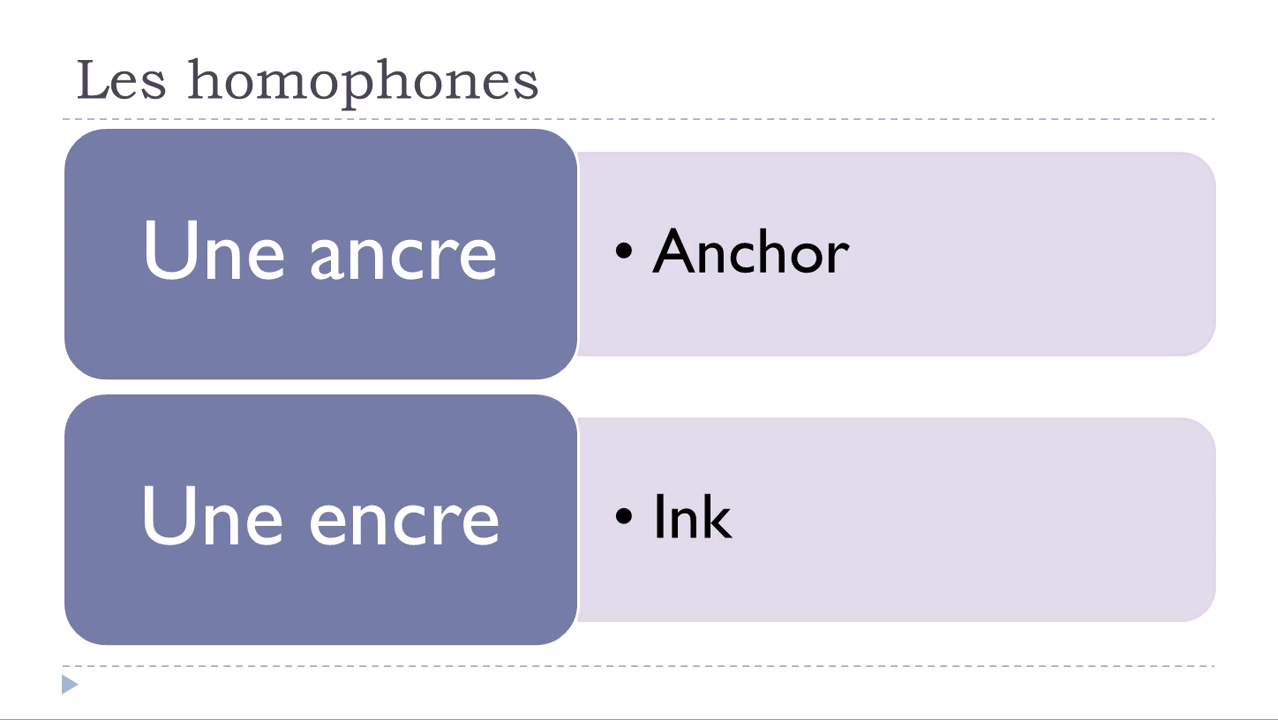 Les homophones
Une ancre
• Anchor
Une encre
• Ink